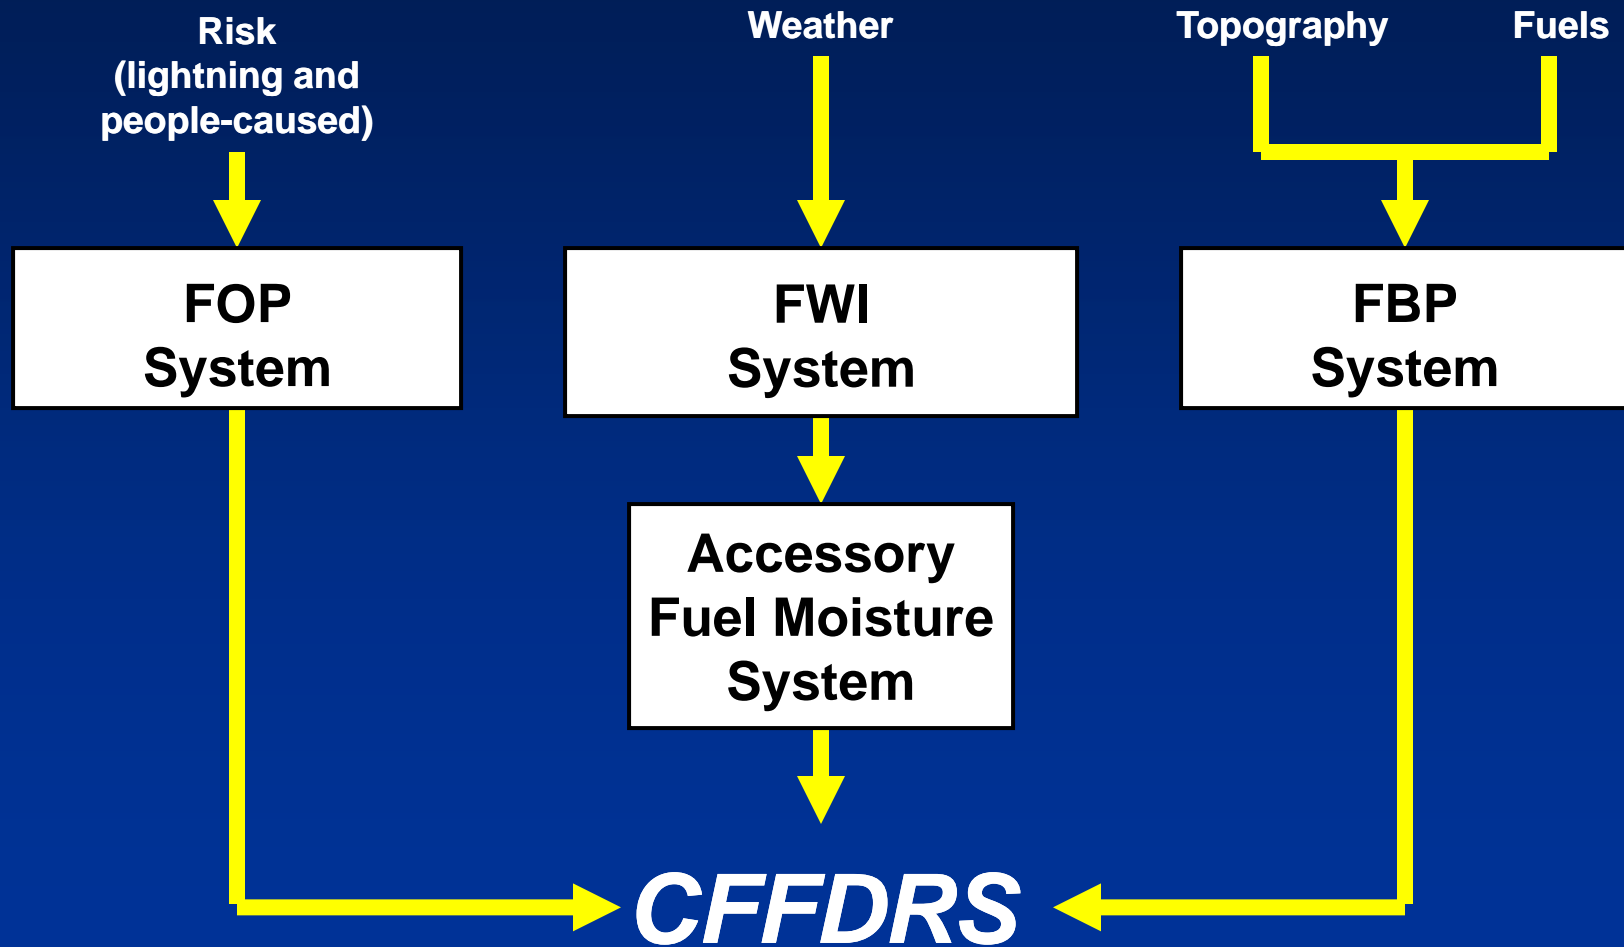 Risk
(lightning and
people-caused)
Weather
Topography
Fuels
FOP
System
FWI
System
FBP
System
Accessory
Fuel Moisture
System
CFFDRS